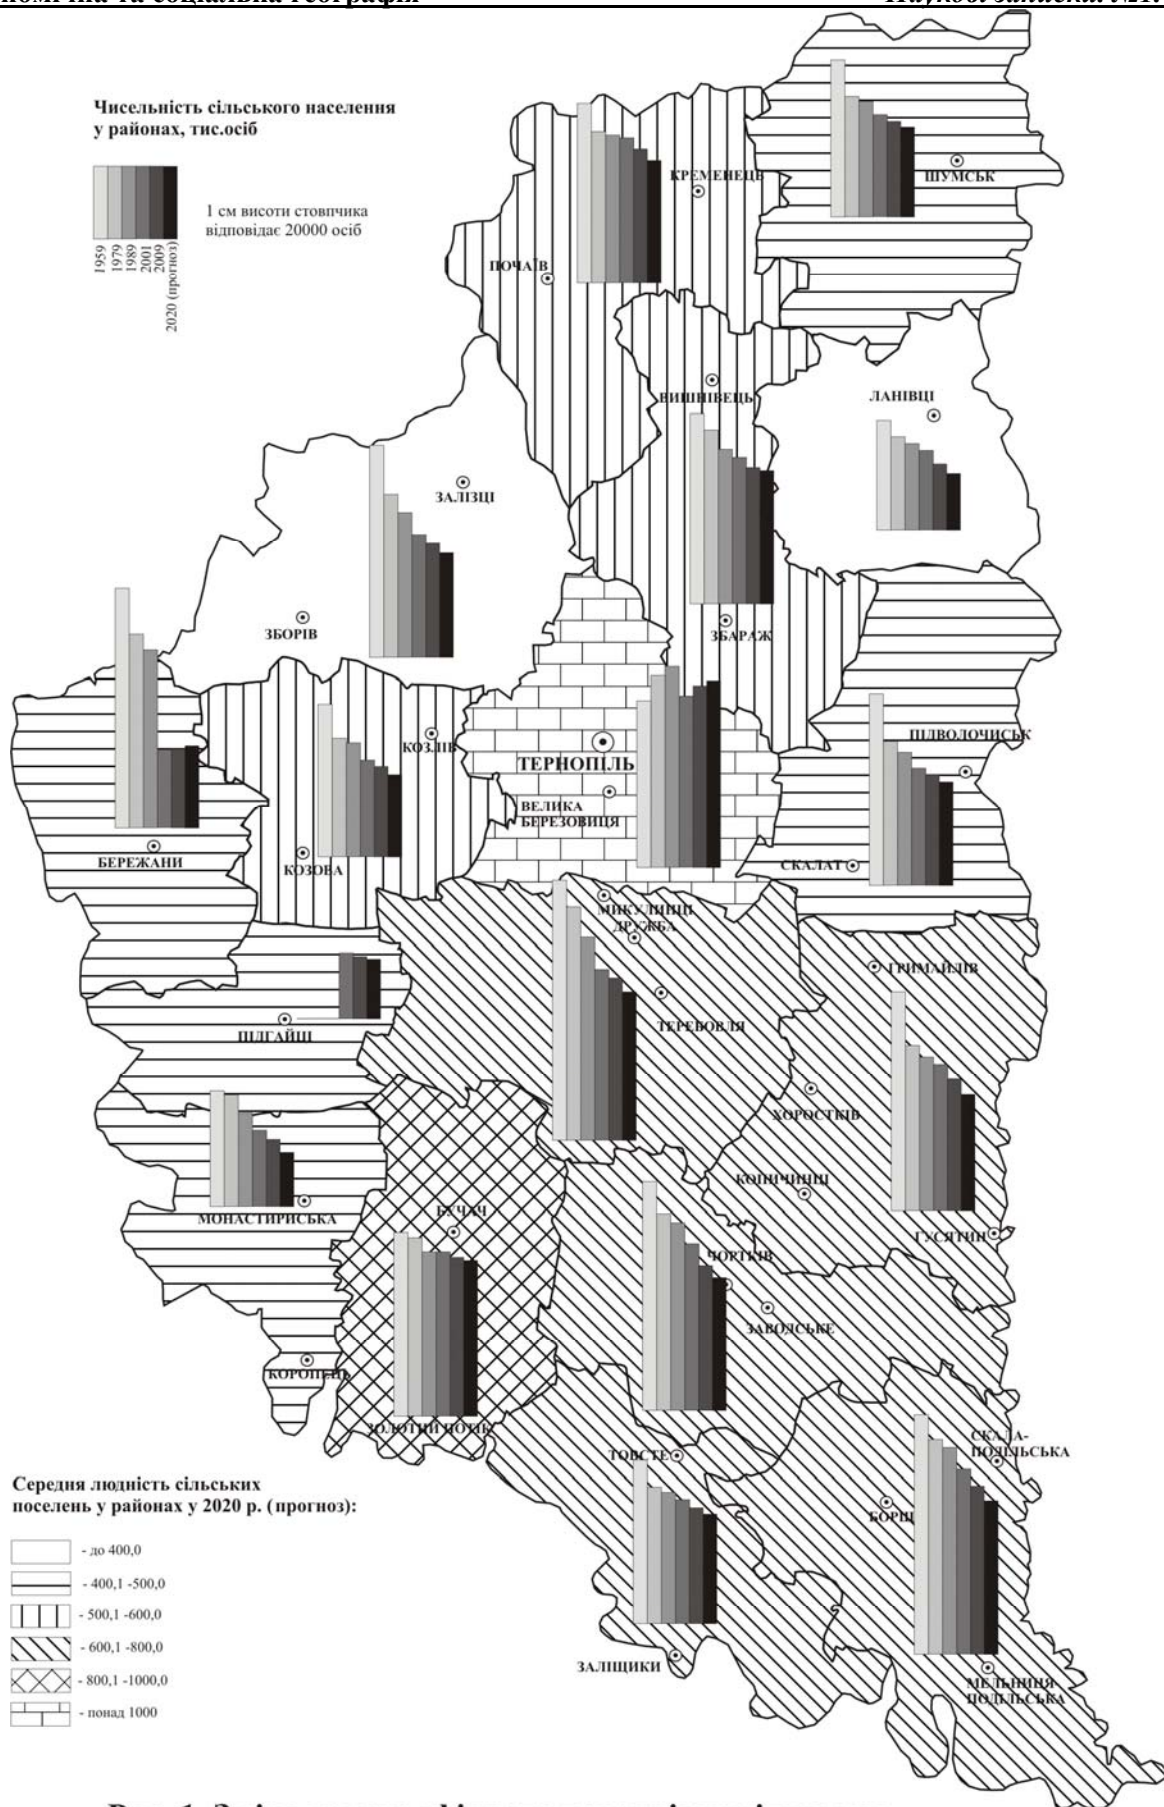 Чисельність сільського населення
у районах, тис.осіб
1 см висоти стовпчика
відповідає 20000 осіб
1959
1979
1989
2001
2009
2020 (прогноз)
КРЕМЕНЕЦЬ
ШУМСЬК
ПОЧАЇВ
ВИШНІВЕЦЬ
ЛАНІВЦІ
ЗАЛІЗЦІ
ЗБОРІВ
ЗБАРАЖ
КОЗЛІВ
ПІДВОЛОЧИСЬК
ТЕРНОПІЛЬ
ВЕЛИКА
БЕРЕЗОВИЦЯ
БЕРЕЖАНИ
КОЗОВА
СКАЛАТ
МИКУЛИНЦІ
ДРУЖБА
ГРИМАЙЛІВ
ТЕРЕБОВЛЯ
ПІДГАЙЦІ
ХОРОСТКІВ
КОПИЧИНЦІ
МОНАСТИРИСЬКА
БУЧАЧ
ГУСЯТИН
ЧОРТКІВ
ЗАВОДСЬКЕ
КОРОПЕЦЬ
ЗОЛОТИЙ ПОТІК
ТОВСТЕ
СКАЛА-
ПОДІЛЬСЬКА
БОРЩ
ЗАЛІЩИКИ
МЕЛЬНИЦЯ-
ПОДІЛЬСЬКА
Середня людність сільських
поселень у районах у 2020 р. (прогноз):
- до 400,0
- 400,1 -500,0
- 500,1 -600,0
- 600,1 -800,0
- 800,1 -1000,0
- понад 1000